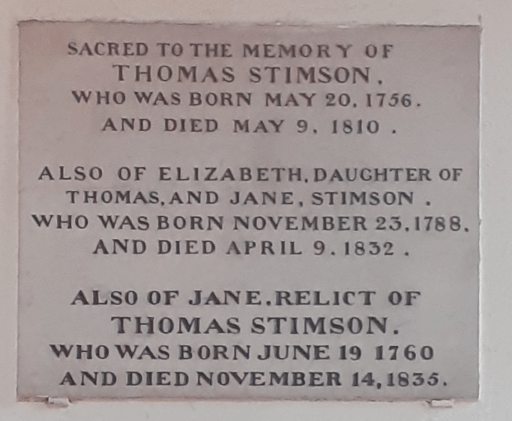 SACRED TO THE MEMORY OF
THOMAS STIMSON.
WHO WAS BORN MAY 20, 1756.
AND DIED MAY 9, 1810.
ALSO OF ELIZABETH, DAUGHTER OF
THOMAS, AND JANE, STIMSON.
WHO WAS BORN NOVEMBER 23, 1788.
AND DIED APRIL 9. 1832.
ALSO OF JANE, RELICT OF
THOMAS STIMSON.
WHO WAS BORN JUNE 19 1760
AND DIED NOVEMBER 14, 1835.